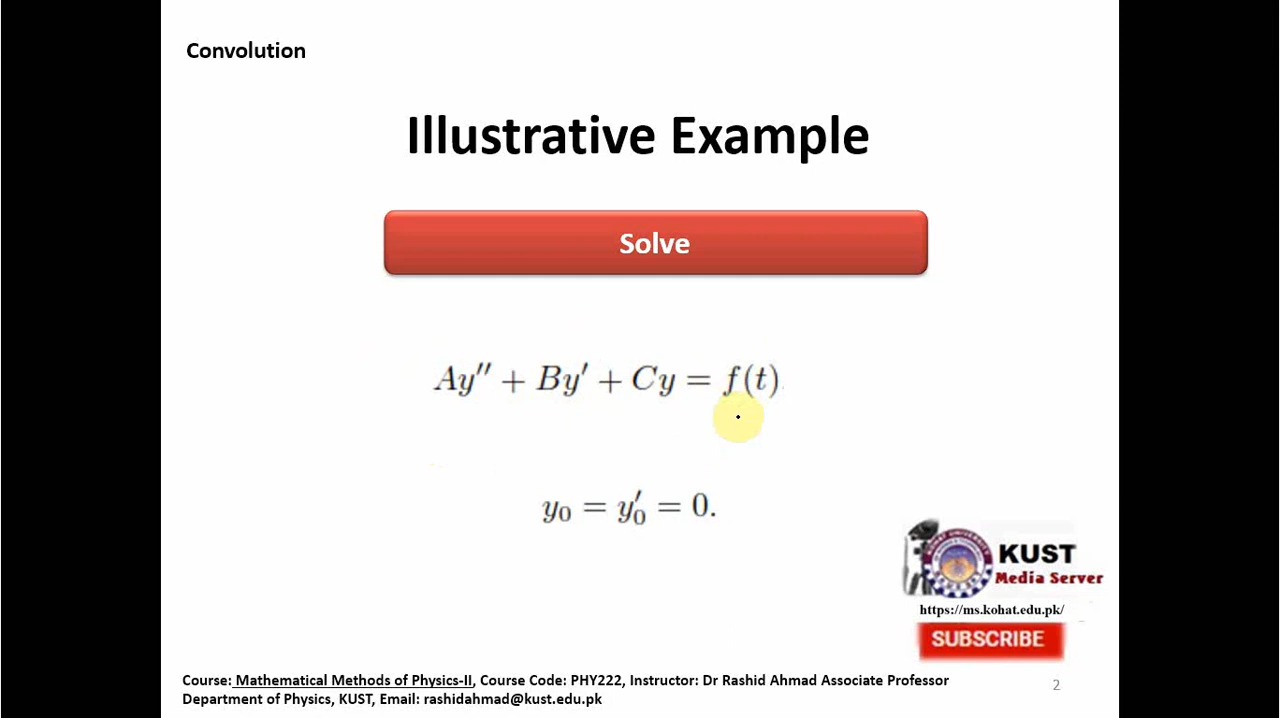 Convolution
Illustrative Example
Solve
Ay′′ + By′ + Cy = f(t)
y₀ = y′₀ = 0.
KUST
Media Server
https://ms.kohat.edu.pk/
SUBSCRIBE
Course: Mathematical Methods of Physics-II, Course Code: PHY222, Instructor: Dr Rashid Ahmad Associate Professor
Department of Physics, KUST, Email: rashidahmad@kust.edu.pk
2